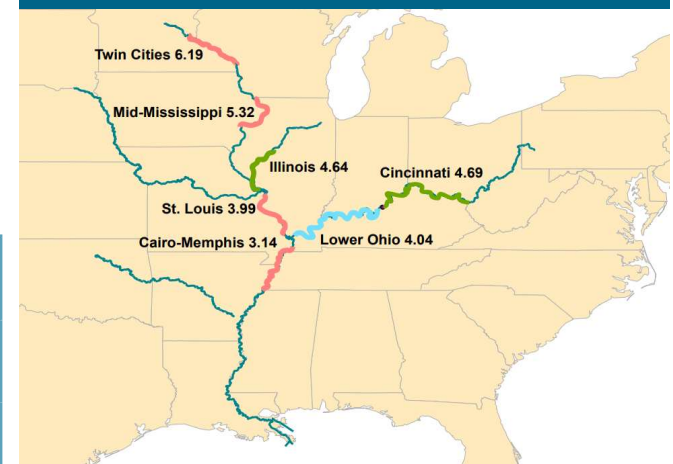 Twin Cities 6.19
Mid-Mississippi 5.32
Illinois 4.64
Cincinnati 4.69
St. Louis 3.99
Cairo-Memphis 3.14
Lower Ohio 4.04